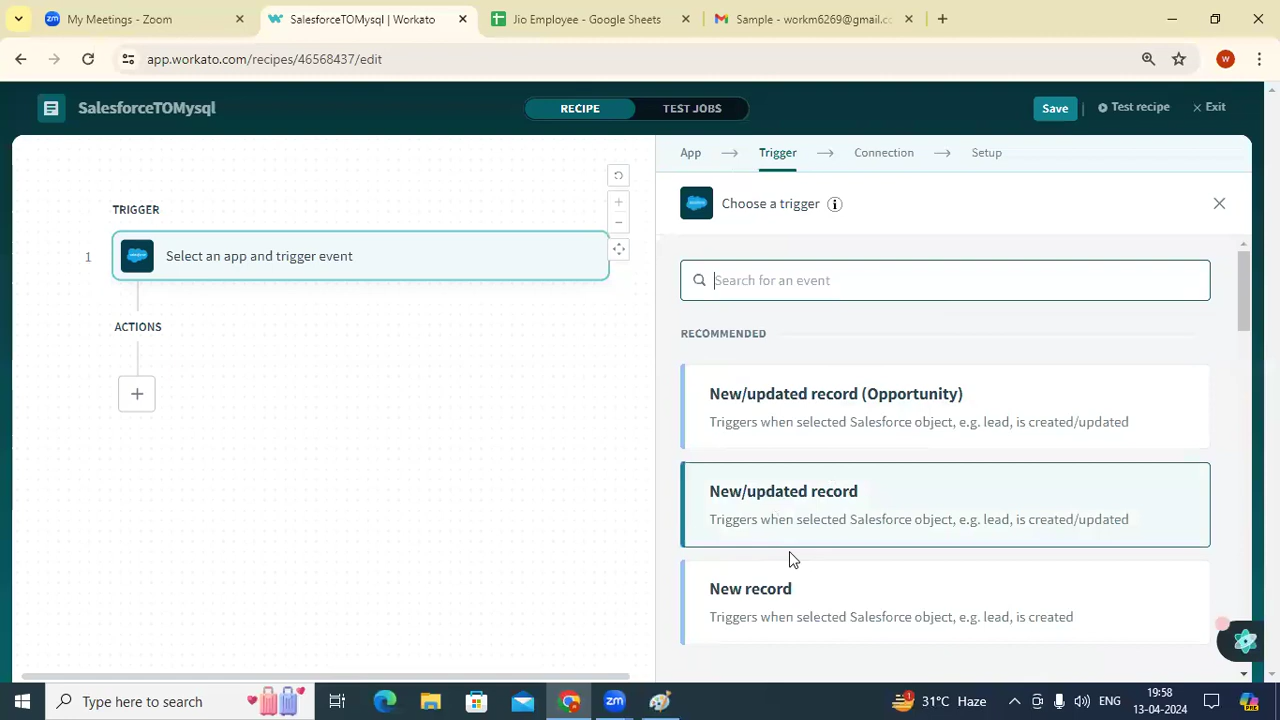 My Meetings - Zoom
SalesforceTOMysql | Workato
Jio Employee - Google Sheets
Sample - workm6269@gmail.co
app.workato.com/recipes/46568437/edit
W
SalesforceTOMysql
RECIPE
TEST JOBS
Save
Test recipe
Exit
App
Trigger
Connection
Setup
Choose a trigger
TRIGGER
1
Select an app and trigger event
ACTIONS
Search for an event
RECOMMENDED
New/updated record (Opportunity)
Triggers when selected Salesforce object, e.g. lead, is created/updated
New/updated record
Triggers when selected Salesforce object, e.g. lead, is created/updated
New record
Triggers when selected Salesforce object, e.g. lead, is created
Type here to search
31°C Haze
ENG
19:58
13-04-2024